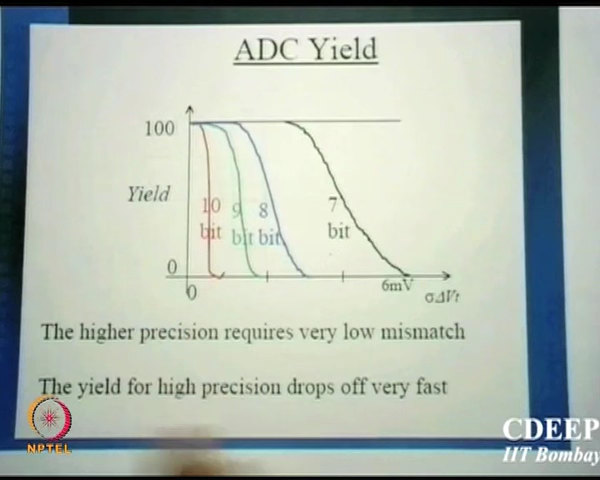 ADC Yield
100
Yield
10 bit
9 bit
8 bit
7 bit
0
0
6mV
σΔVt
The higher precision requires very low mismatch
The yield for high precision drops off very fast
NPTEL
CDEEP
IIT Bombay